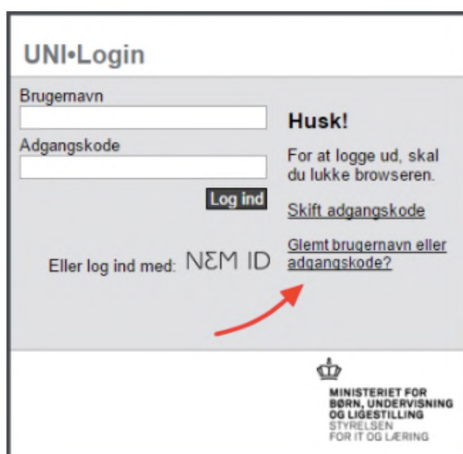 UNI•Login
Brugernavn
Adgangskode
Log ind
Eller log ind med: NEM ID
Husk!
For at logge ud, skal
du lukke browseren.
Skift adgangskode
Glemt brugernavn eller
adgangskode?
MINISTERIET FOR
BØRN, UNDERVISNING
OG LIGESTILLING
STYRELSEN
FOR IT OG LÆRING